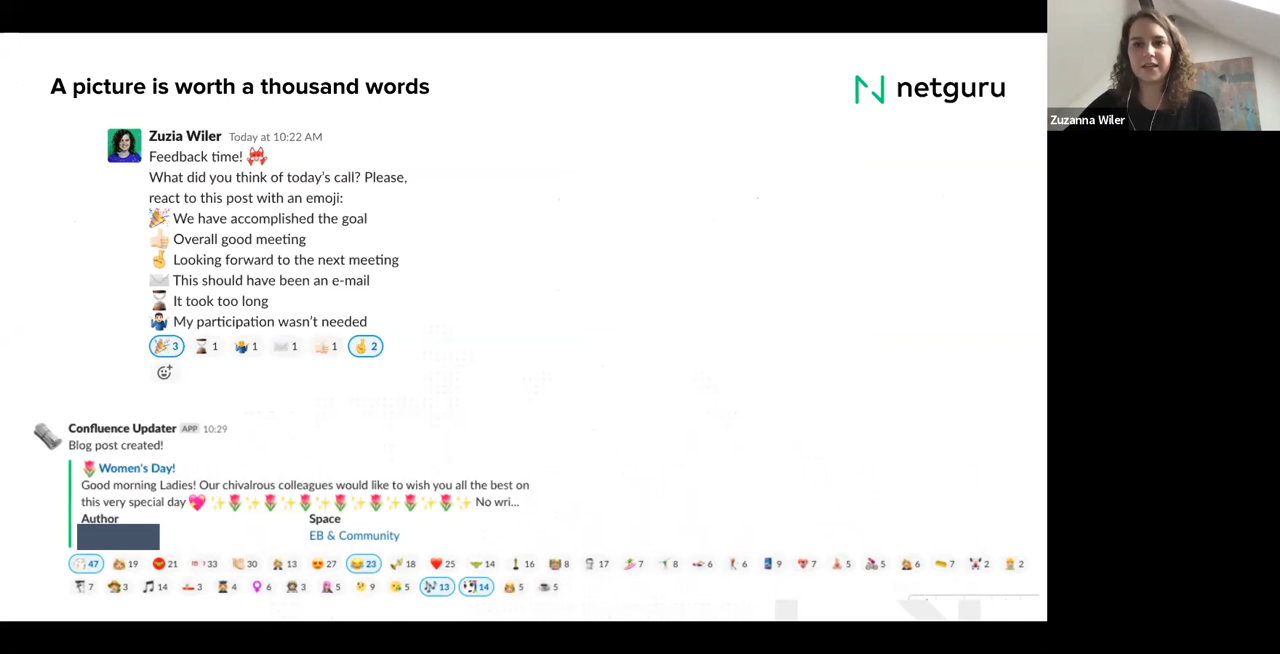 A picture is worth a thousand words
netguru
Zuzanna Wiler
Zuzia Wiler Today at 10:22 AM
Feedback time!
What did you think of today's call? Please,
react to this post with an emoji:
We have accomplished the goal
Overall good meeting
Looking forward to the next meeting
This should have been an e-mail
It took too long
My participation wasn't needed
3 1 1 1 1 2
Confluence Updater APP 10:29
Blog post created!
Women's Day!
Good morning Ladies! Our chivalrous colleagues would like to wish you all the best on
this very special day No wri...
Author Space
EB & Community
47 19 21 33 30 13 27 23 18 25 14 16 8 17 7 8 6 6 9 7 5 5 6 7 2 2
7 3 14 3 4 6 3 5 9 5 13 14 5 5